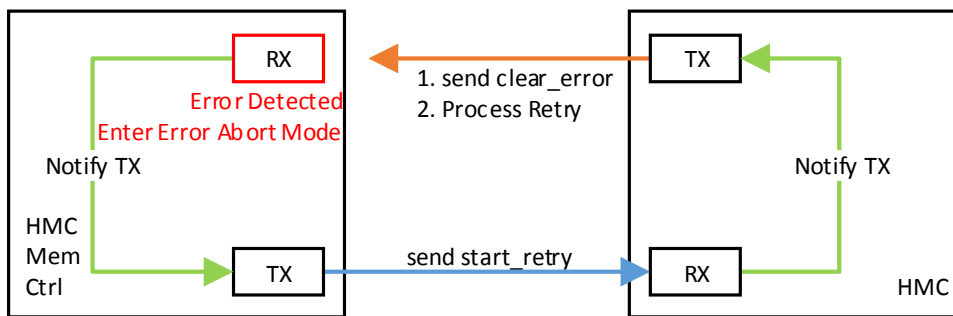 RX
Error Detected
Enter Error Abort Mode
Notify TX
HMC
Mem
Ctrl
TX
1. send clear_error
2. Process Retry
send start_retry
TX
Notify TX
RX
HMC